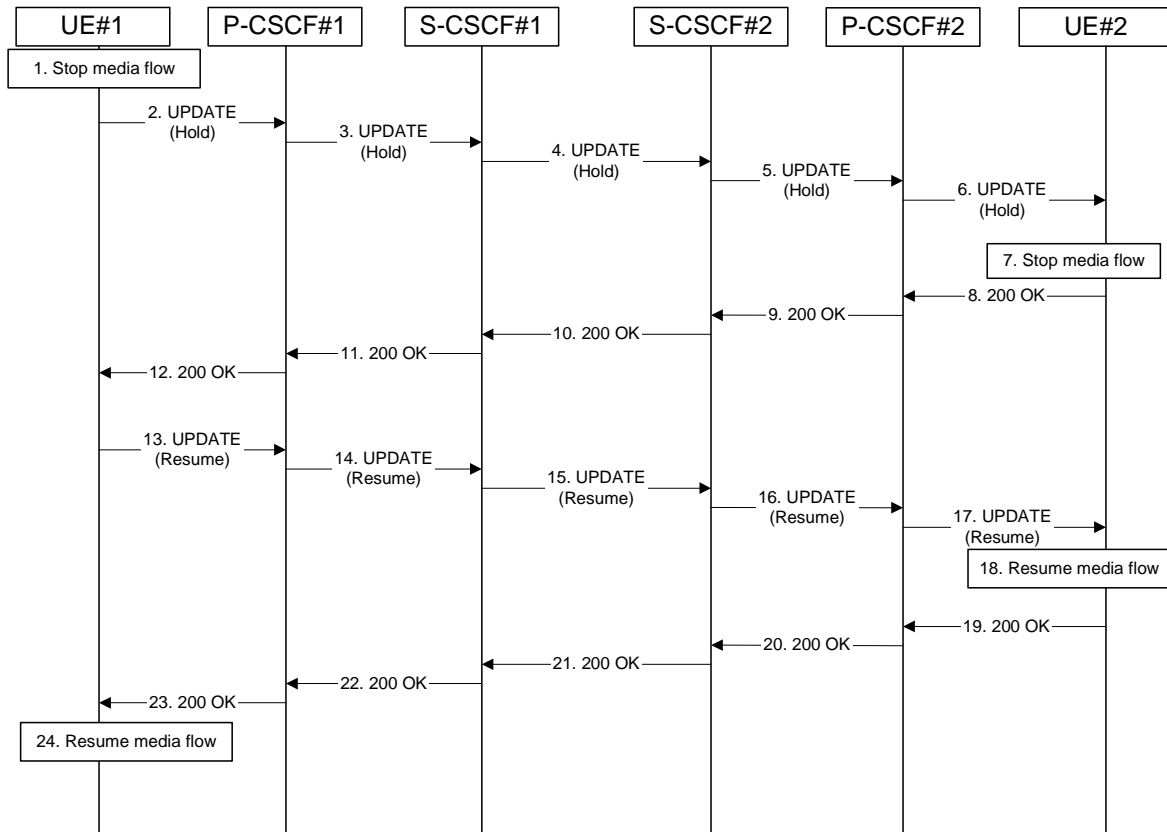 UE#1
P-CSCF#1
S-CSCF#1
S-CSCF#2
P-CSCF#2
UE#2
1. Stop media flow
2. UPDATE
(Hold)
3. UPDATE
(Hold)
4. UPDATE
(Hold)
5. UPDATE
(Hold)
6. UPDATE
(Hold)
7. Stop media flow
8. 200 OK
9. 200 OK
10. 200 OK
11. 200 OK
12. 200 OK
13. UPDATE
(Resume)
14. UPDATE
(Resume)
15. UPDATE
(Resume)
16. UPDATE
(Resume)
17. UPDATE
(Resume)
18. Resume media flow
19. 200 OK
20. 200 OK
21. 200 OK
22. 200 OK
23. 200 OK
24. Resume media flow